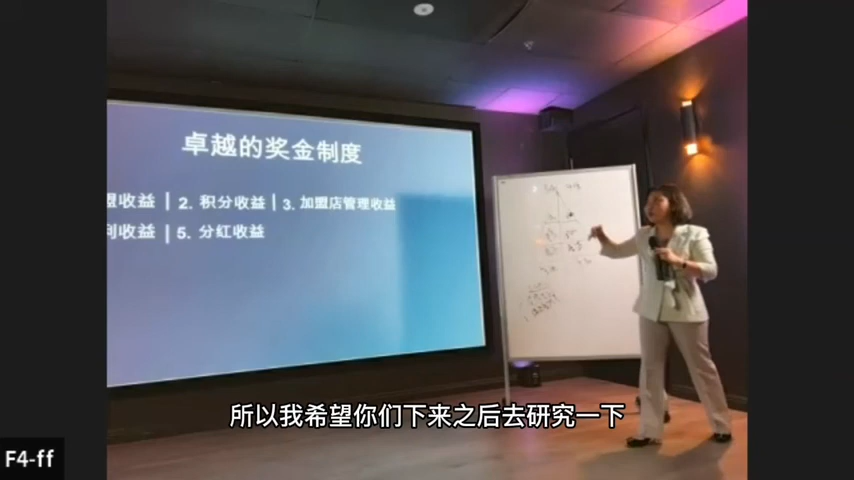 卓越的奖金制度
盟收益 | 2. 积分收益 | 3. 加盟店管理收益
利收益 | 5. 分红收益
所以我希望你们下来之后去研究一下
F4-ff